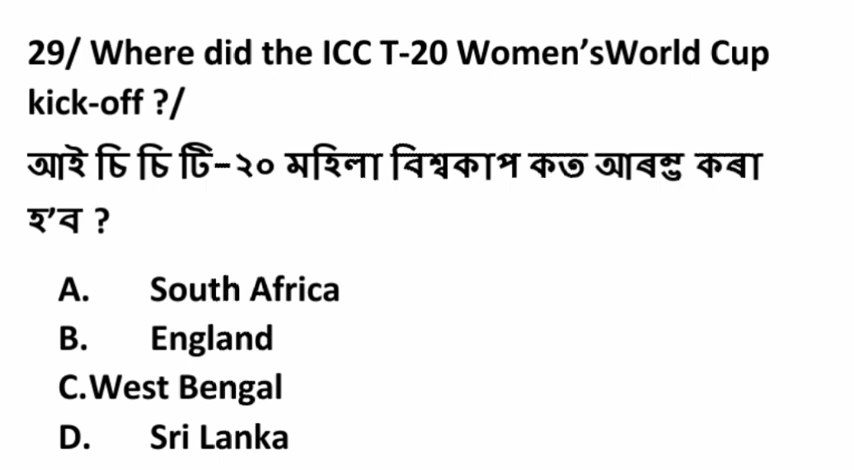 29/ Where did the ICC T-20 Women’sWorld Cup
kick-off ?/
আই চি চি টি-২০ মহিলা বিশ্বকাপ কত আৰম্ভ কৰা
হ’ব ?
A. South Africa
B. England
C.West Bengal
D. Sri Lanka